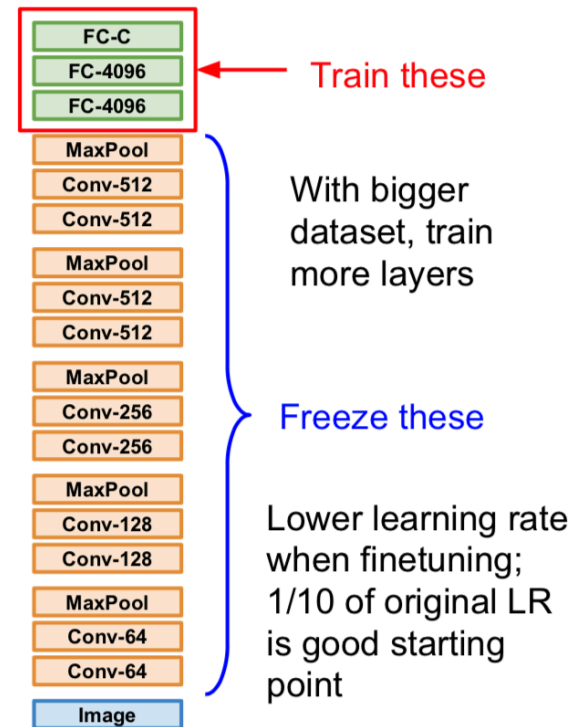 FC-C
FC-4096
FC-4096
Train these
MaxPool
Conv-512
Conv-512
MaxPool
Conv-512
Conv-512
MaxPool
Conv-256
Conv-256
MaxPool
Conv-128
Conv-128
MaxPool
Conv-64
Conv-64
Image
With bigger
dataset, train
more layers
Freeze these
Lower learning rate
when finetuning;
1/10 of original LR
is good starting
point